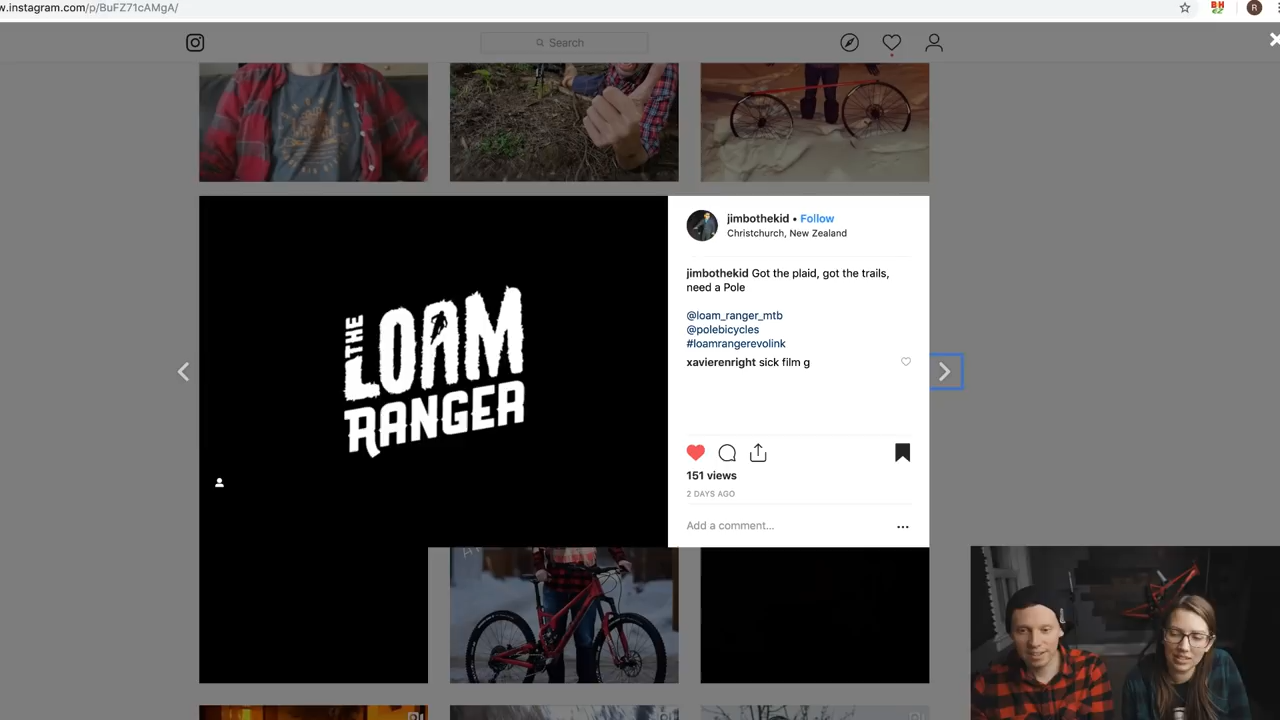 w.instagram.com/p/BuFZ71cAMgA/
R
Search
THE
LOAM
RANGER
jimbothekid • Follow
Christchurch, New Zealand
jimbothekid Got the plaid, got the trails,
need a Pole
@loam_ranger_mtb
@polebicycles
#loamrangerevolink
xavierenright sick film g
151 views
2 DAYS AGO
Add a comment...